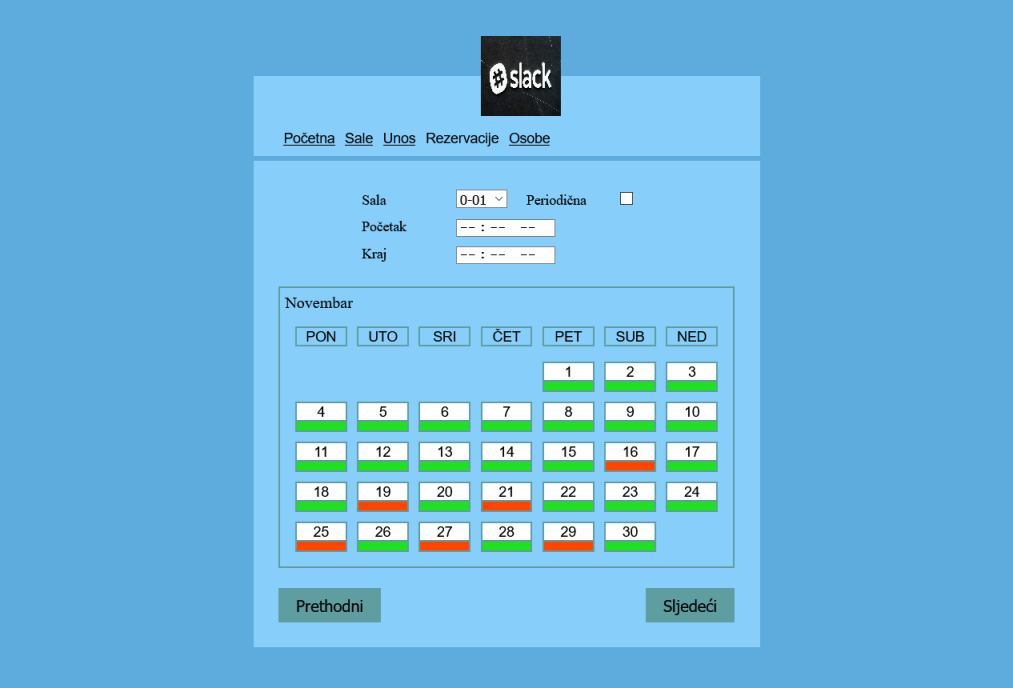 slack
Početna Sale Unos Rezervacije Osobe
Sala 0-01 Periodična
Početak -- : -- --
Kraj -- : -- --
Novembar
PON UTO SRI ČET PET SUB NED
1 2 3
4 5 6 7 8 9 10
11 12 13 14 15 16 17
18 19 20 21 22 23 24
25 26 27 28 29 30
Prethodni Sljedeći